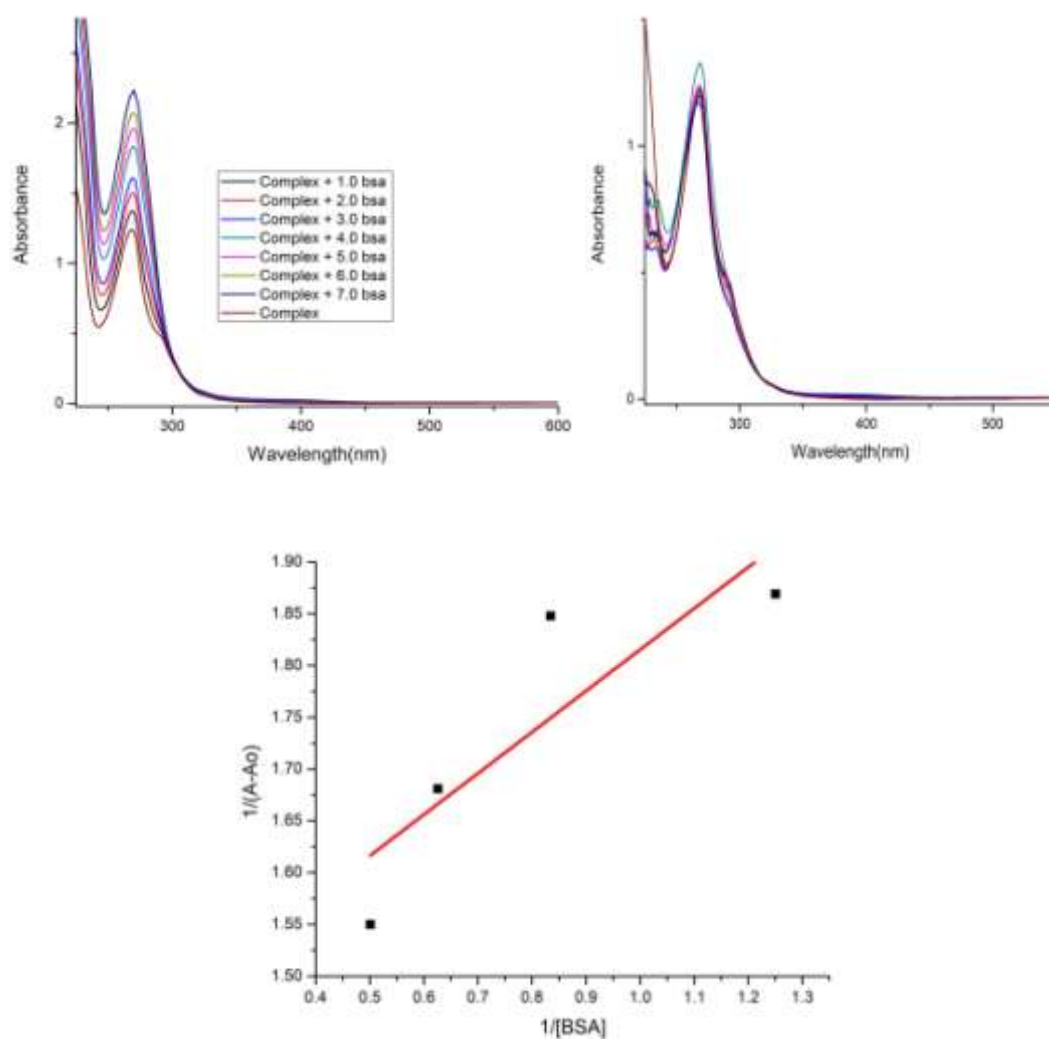 Absorbance
2
1
0
Complex + 1.0 bsa
Complex + 2.0 bsa
Complex + 3.0 bsa
Complex + 4.0 bsa
Complex + 5.0 bsa
Complex + 6.0 bsa
Complex + 7.0 bsa
Complex
300 400 500 600
Wavelength(nm)
Absorbance
1
0
300 400 500
Wavelength(nm)
1/(A-Ao)
1.90
1.85
1.80
1.75
1.70
1.65
1.60
1.55
1.50
0.4 0.5 0.6 0.7 0.8 0.9 1.0 1.1 1.2 1.3
1/[BSA]